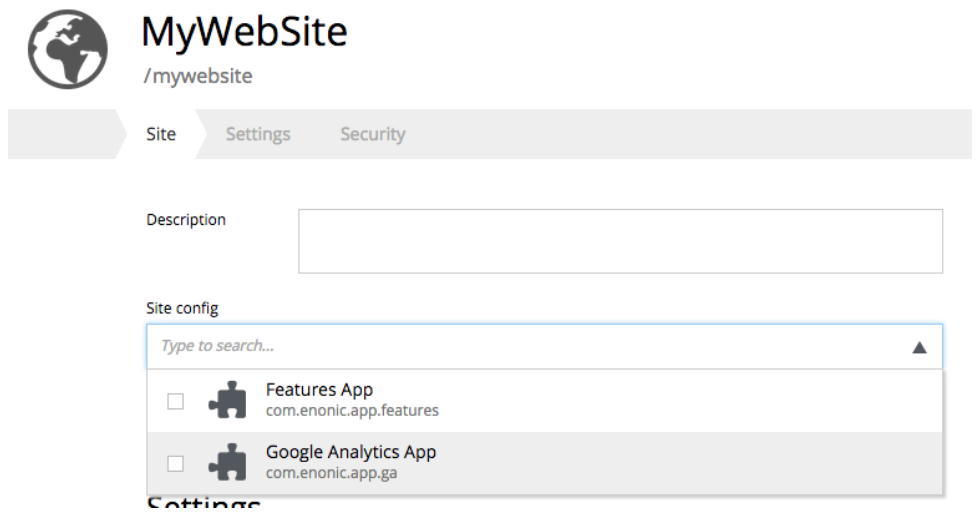 MyWebSite
/mywebsite
Site Settings Security
Description
Site config
Type to search...
Features App
com.enonic.app.features
Google Analytics App
com.enonic.app.ga
Settings